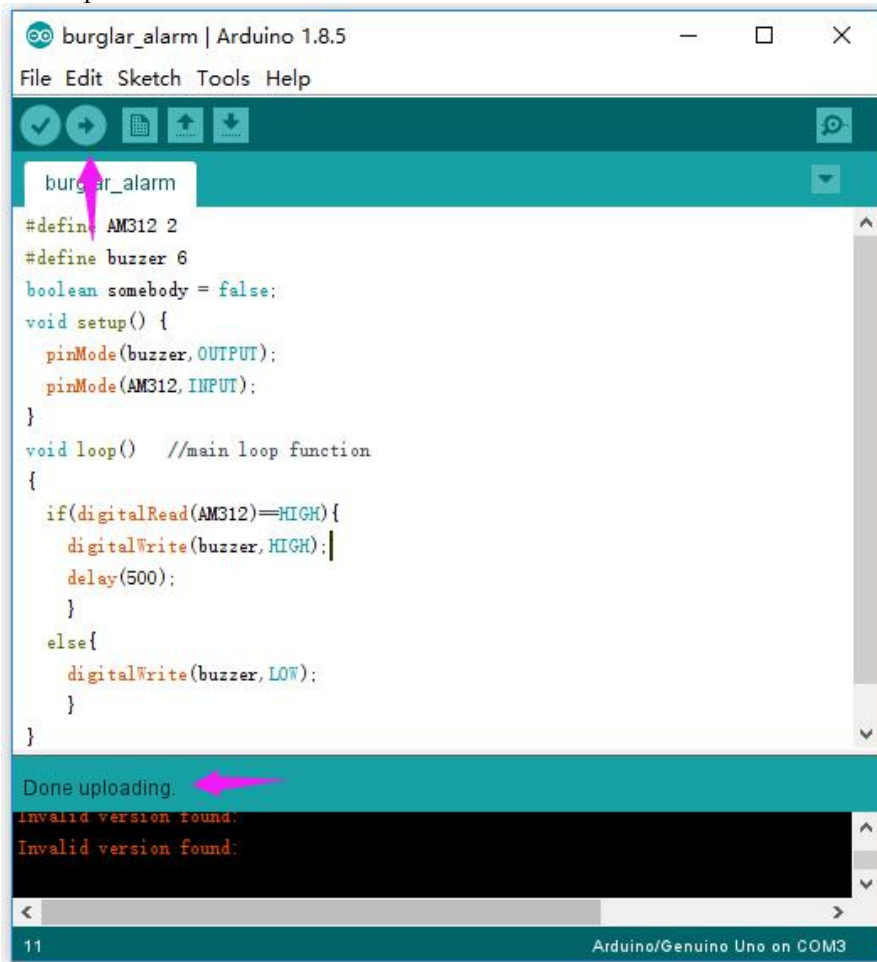 burglar_alarm | Arduino 1.8.5
File Edit Sketch Tools Help
burglar_alarm
#define AM312 2
#define buzzer 6
boolean somebody = false;
void setup() {
pinMode(buzzer,OUTPUT);
pinMode(AM312,INPUT);
}
void loop() //main loop function
{
if(digitalRead(AM312)==HIGH){
digitalWrite(buzzer,HIGH);
delay(500);
}
else{
digitalWrite(buzzer,LOW);
}
}
Done uploading.
Invalid version found:
Invalid version found:
11 Arduino/Genuino Uno on COM3